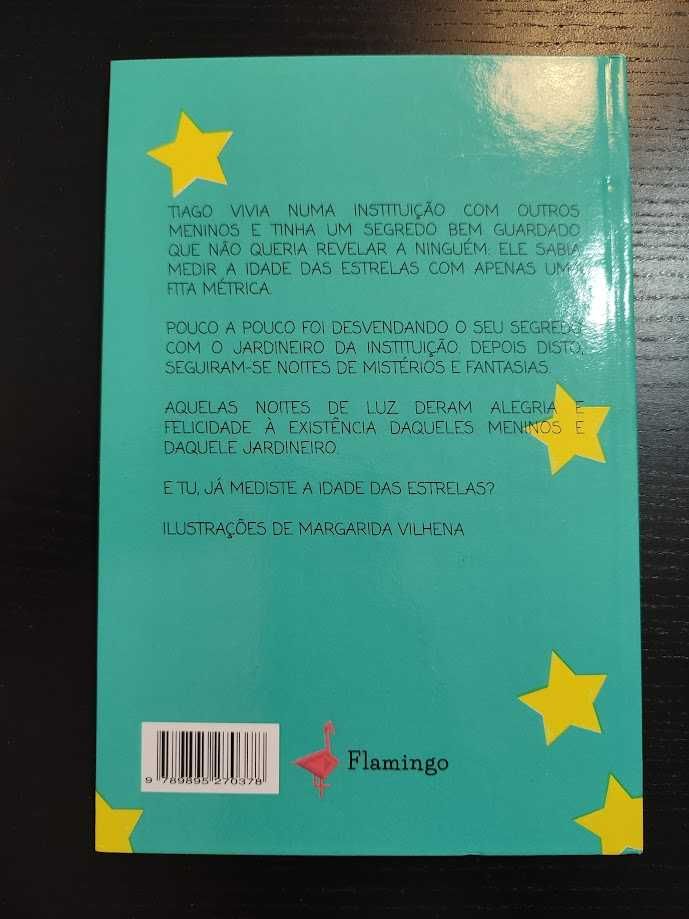 TIAGO VIVIA NUMA INSTITUIÇÃO COM OUTROS
MENINOS E TINHA UM SEGREDO BEM GUARDADO
QUE NÃO QUERIA REVELAR A NINGUÉM: ELE SABIA
MEDIR A IDADE DAS ESTRELAS COM APENAS UMA
FITA MÉTRICA.
POUCO A POUCO FOI DESVENDANDO O SEU SEGREDO
COM O JARDINEIRO DA INSTITUIÇÃO. DEPOIS DISTO,
SEGUIRAM-SE NOITES DE MISTÉRIOS E FANTASIAS.
AQUELAS NOITES DE LUZ DERAM ALEGRIA E
FELICIDADE À EXISTÊNCIA DAQUELES MENINOS E
DAQUELE JARDINEIRO.
E TU, JÁ MEDISTE A IDADE DAS ESTRELAS?
ILUSTRAÇÕES DE MARGARIDA VILHENA
9 789895 270378
Flamingo